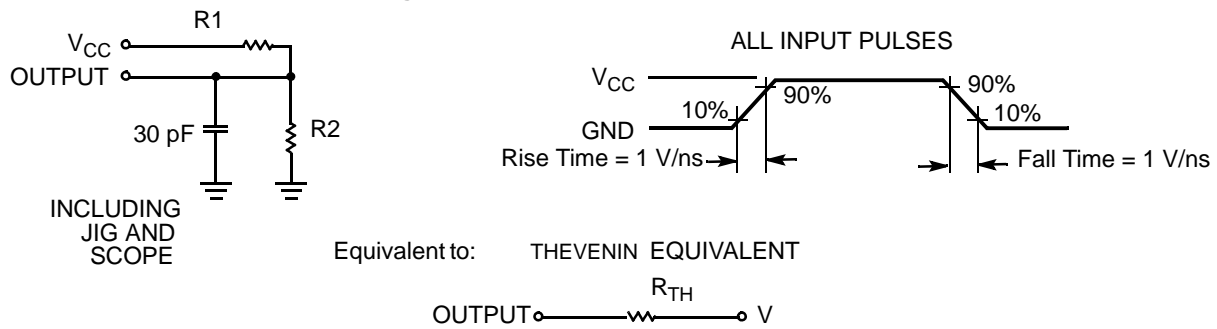 R1
VCC
OUTPUT
30 pF
R2
INCLUDING
JIG AND
SCOPE
ALL INPUT PULSES
VCC
GND
10%
90%
90%
10%
Rise Time = 1 V/ns
Fall Time = 1 V/ns
Equivalent to: THEVENIN EQUIVALENT
RTH
OUTPUT
V